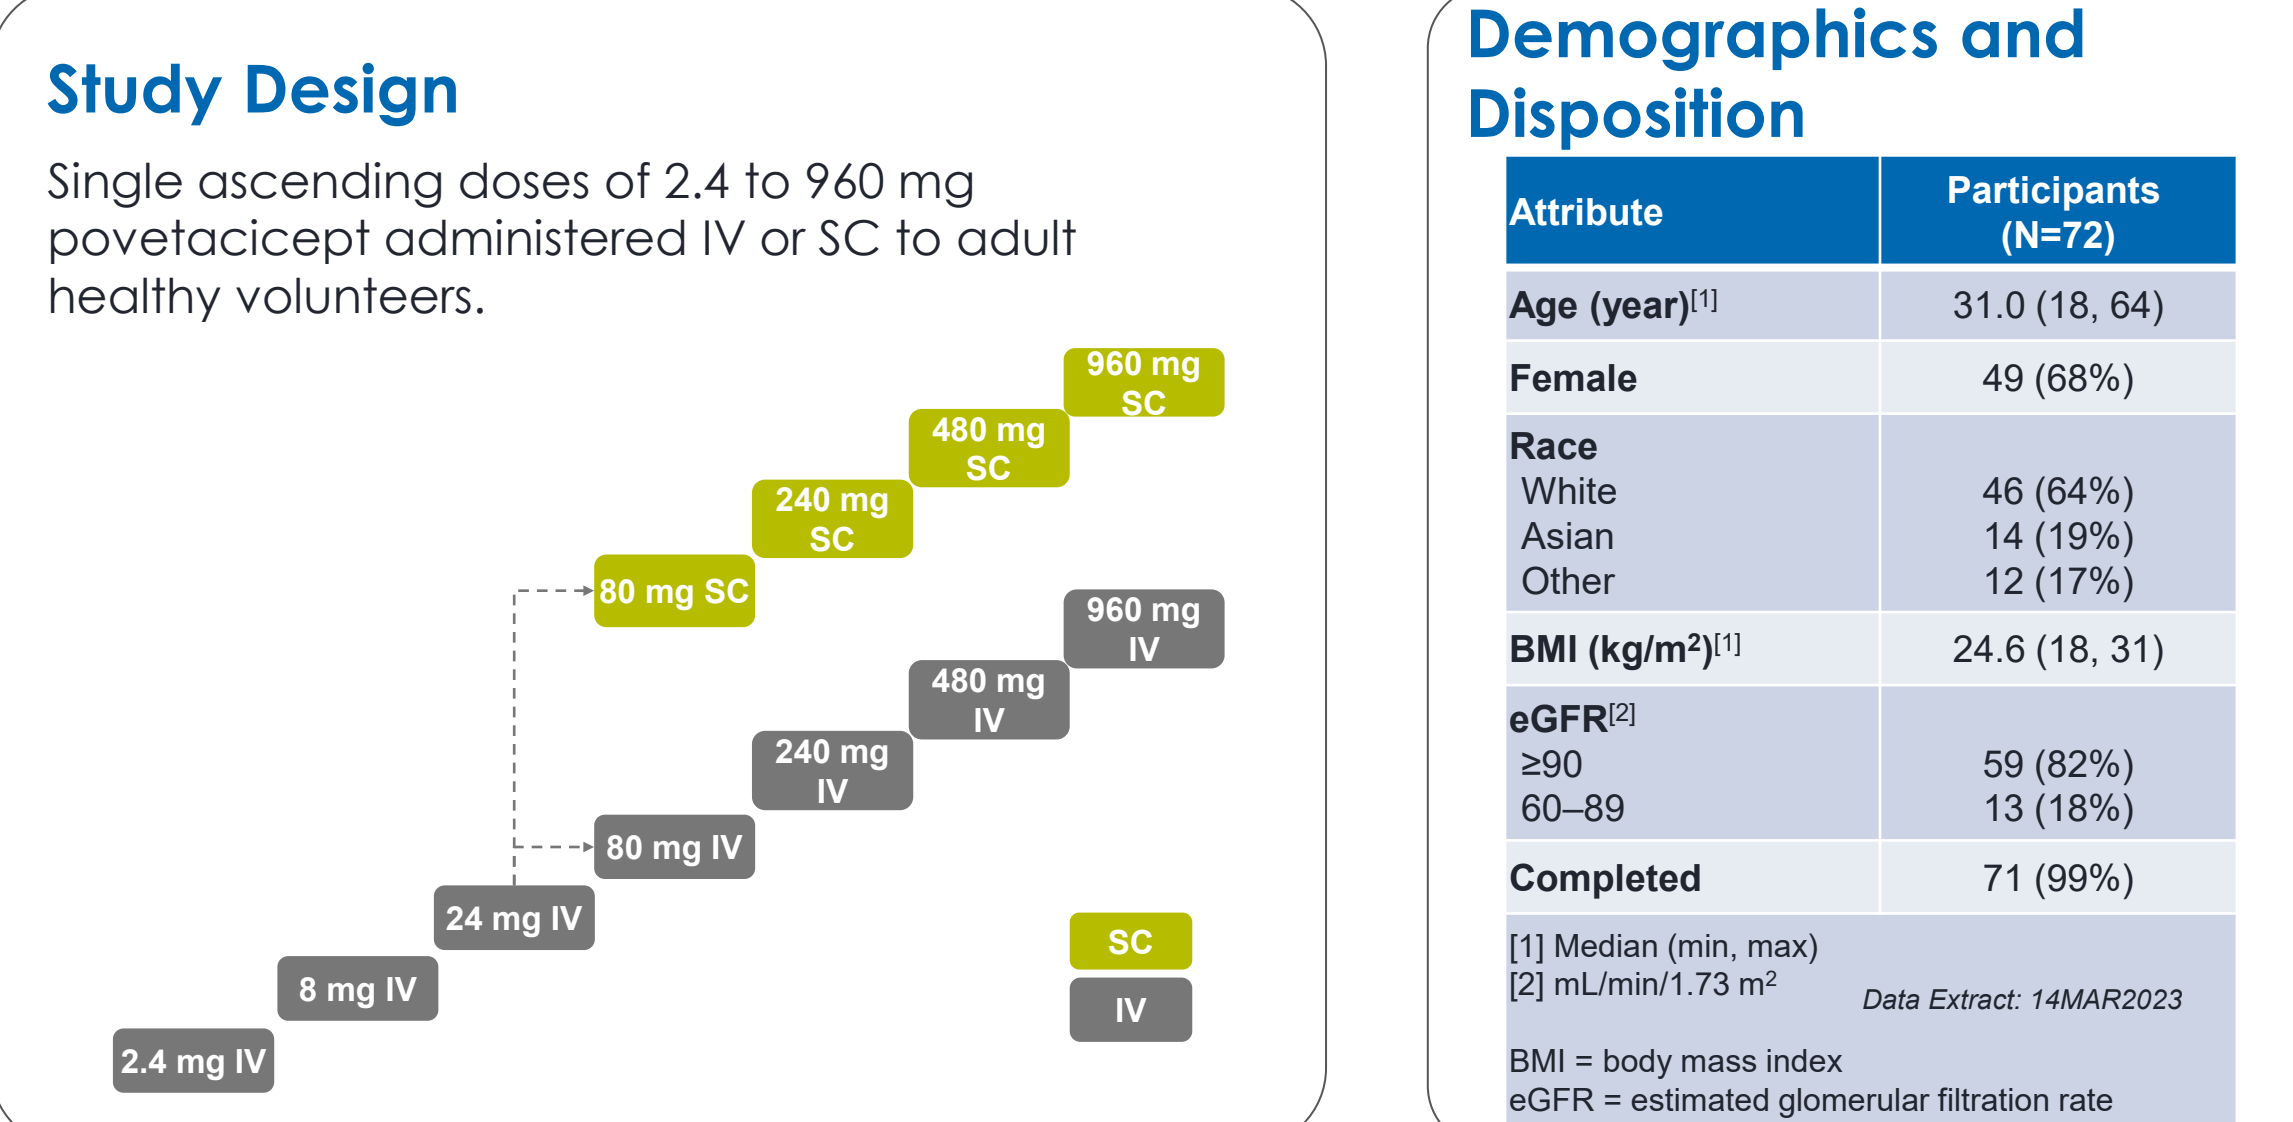 Study Design
Single ascending doses of 2.4 to 960 mg
povetacicept administered IV or SC to adult
healthy volunteers.
960 mg
SC
480 mg
SC
240 mg
SC
80 mg SC
960 mg
IV
480 mg
IV
240 mg
IV
80 mg IV
24 mg IV
8 mg IV
2.4 mg IV
SC
IV
Demographics and
Disposition
Attribute
Participants
(N=72)
Age (year)[1] 31.0 (18, 64)
Female 49 (68%)
Race
White 46 (64%)
Asian 14 (19%)
Other 12 (17%)
BMI (kg/m²)[1] 24.6 (18, 31)
eGFR[2]
≥90 59 (82%)
60–89 13 (18%)
Completed 71 (99%)
[1] Median (min, max)
[2] mL/min/1.73 m²
Data Extract: 14MAR2023
BMI = body mass index
eGFR = estimated glomerular filtration rate